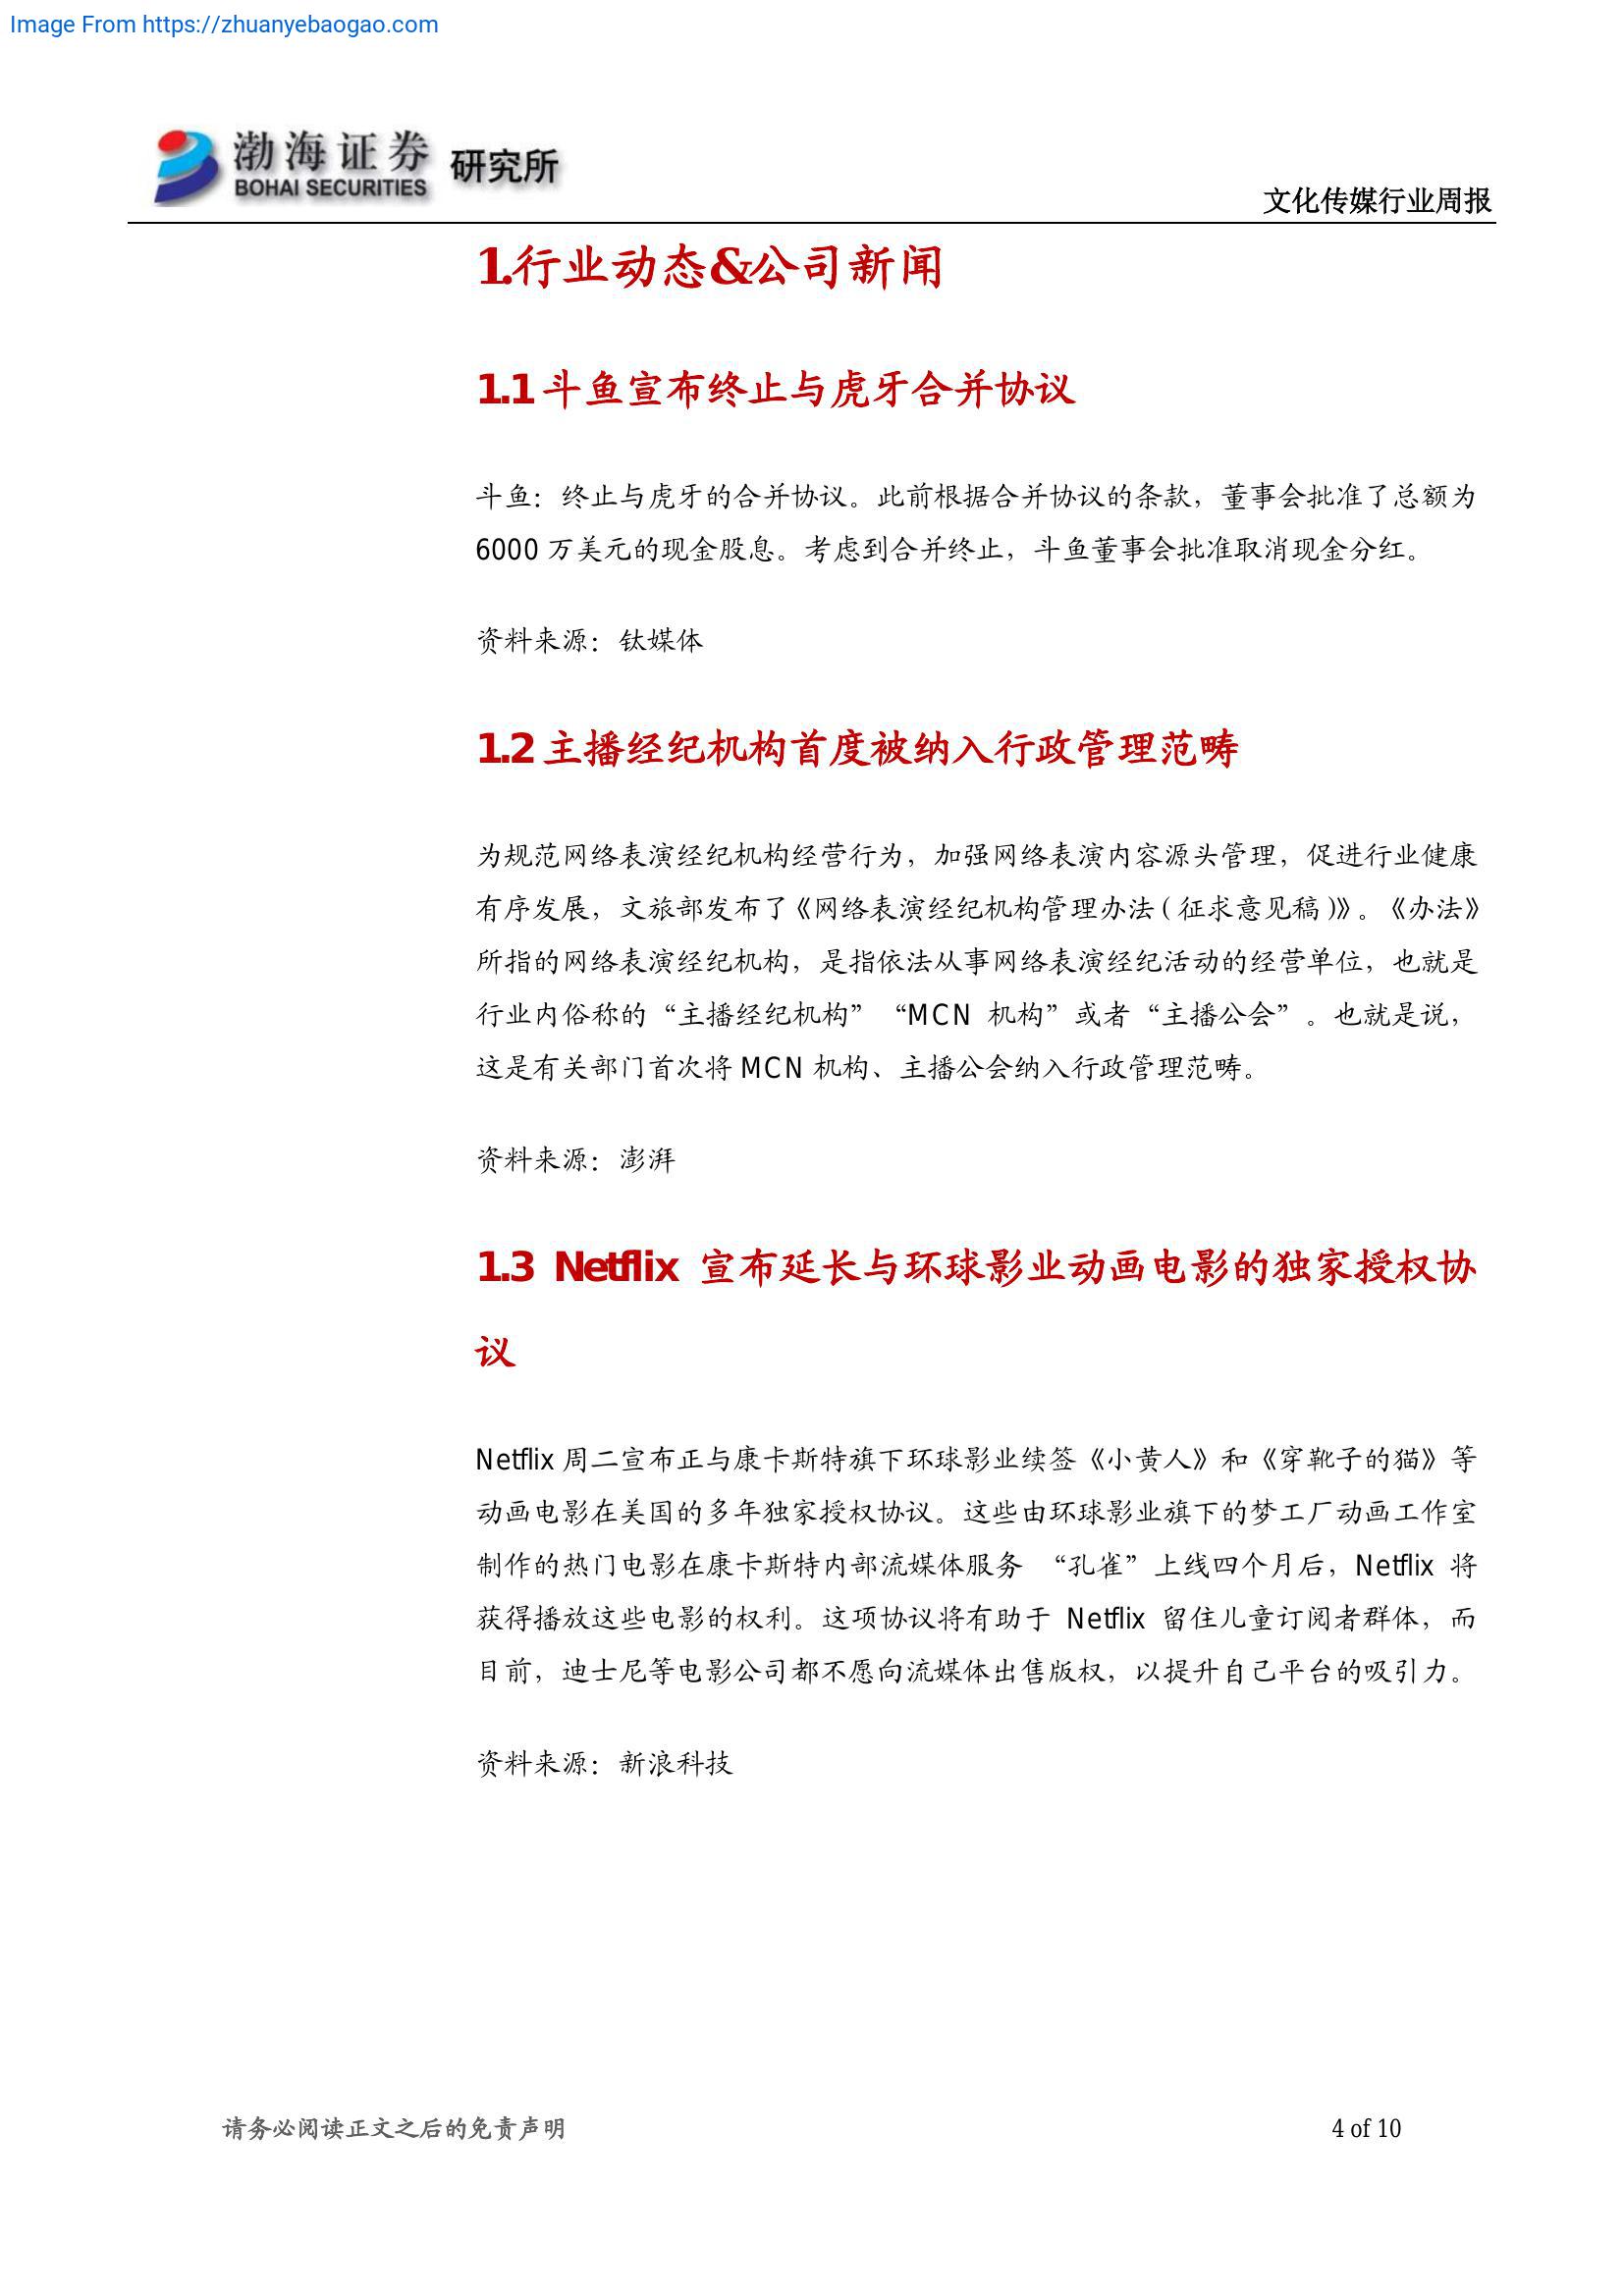 Image From https://zhuanyebaogao.com
渤海证券 研究所
BOHAI SECURITIES
文化传媒行业周报
1.行业动态&公司新闻
1.1 斗鱼宣布终止与虎牙合并协议
斗鱼：终止与虎牙的合并协议。此前根据合并协议的条款，董事会批准了总额为
6000 万美元的现金股息。考虑到合并终止，斗鱼董事会批准取消现金分红。
资料来源：钛媒体
1.2 主播经纪机构首度被纳入行政管理范畴
为规范网络表演经纪机构经营行为，加强网络表演内容源头管理，促进行业健康
有序发展，文旅部发布了《网络表演经纪机构管理办法(征求意见稿)》。《办法》
所指的网络表演经纪机构，是指依法从事网络表演经纪活动的经营单位，也就是
行业内俗称的“主播经纪机构”“MCN 机构”或者“主播公会”。也就是说，
这是有关部门首次将 MCN 机构、主播公会纳入行政管理范畴。
资料来源：澎湃
1.3 Netflix 宣布延长与环球影业动画电影的独家授权协
议
Netflix 周二宣布正与康卡斯特旗下环球影业续签《小黄人》和《穿靴子的猫》等
动画电影在美国的多年独家授权协议。这些由环球影业旗下的梦工厂动画工作室
制作的热门电影在康卡斯特内部流媒体服务 “孔雀”上线四个月后，Netflix 将
获得播放这些电影的权利。这项协议将有助于 Netflix 留住儿童订阅者群体，而
目前，迪士尼等电影公司都不愿向流媒体出售版权，以提升自己平台的吸引力。
资料来源：新浪科技
请务必阅读正文之后的免责声明
4 of 10